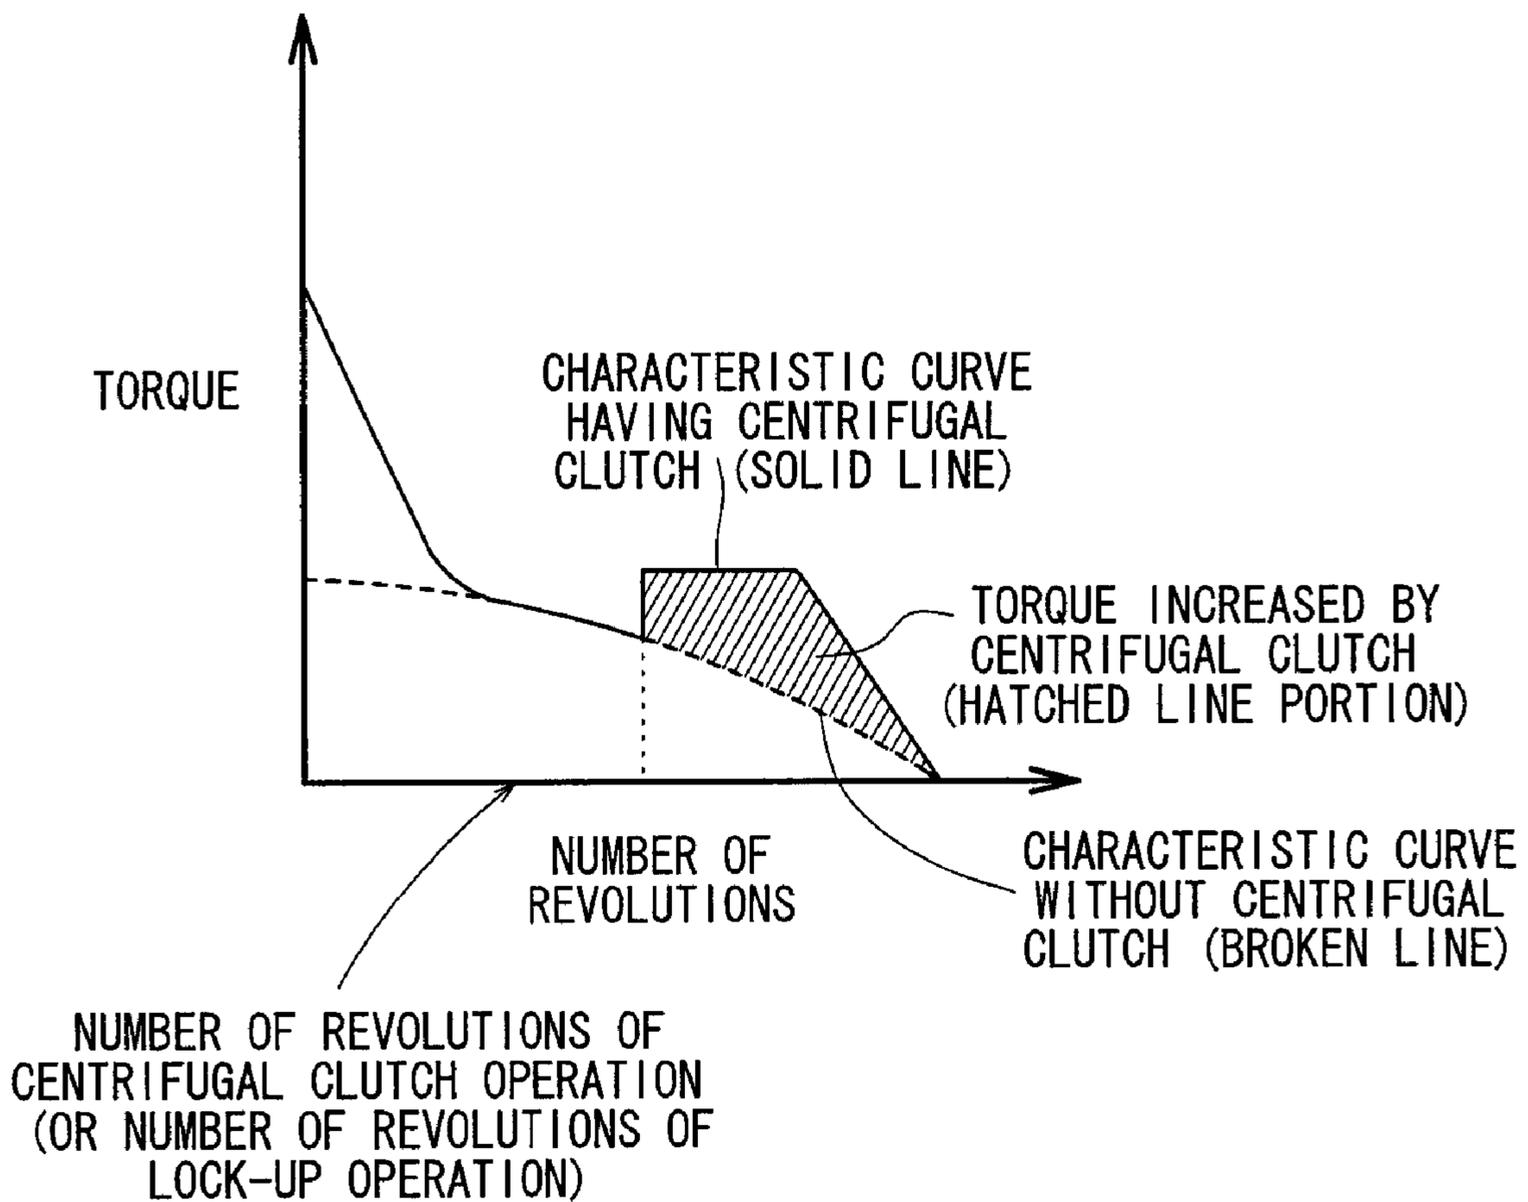 TORQUE
CHARACTERISTIC CURVE
HAVING CENTRIFUGAL
CLUTCH (SOLID LINE)
TORQUE INCREASED BY
CENTRIFUGAL CLUTCH
(HATCHED LINE PORTION)
NUMBER OF
REVOLUTIONS
CHARACTERISTIC CURVE
WITHOUT CENTRIFUGAL
CLUTCH (BROKEN LINE)
NUMBER OF REVOLUTIONS OF
CENTRIFUGAL CLUTCH OPERATION
(OR NUMBER OF REVOLUTIONS OF
LOCK-UP OPERATION)